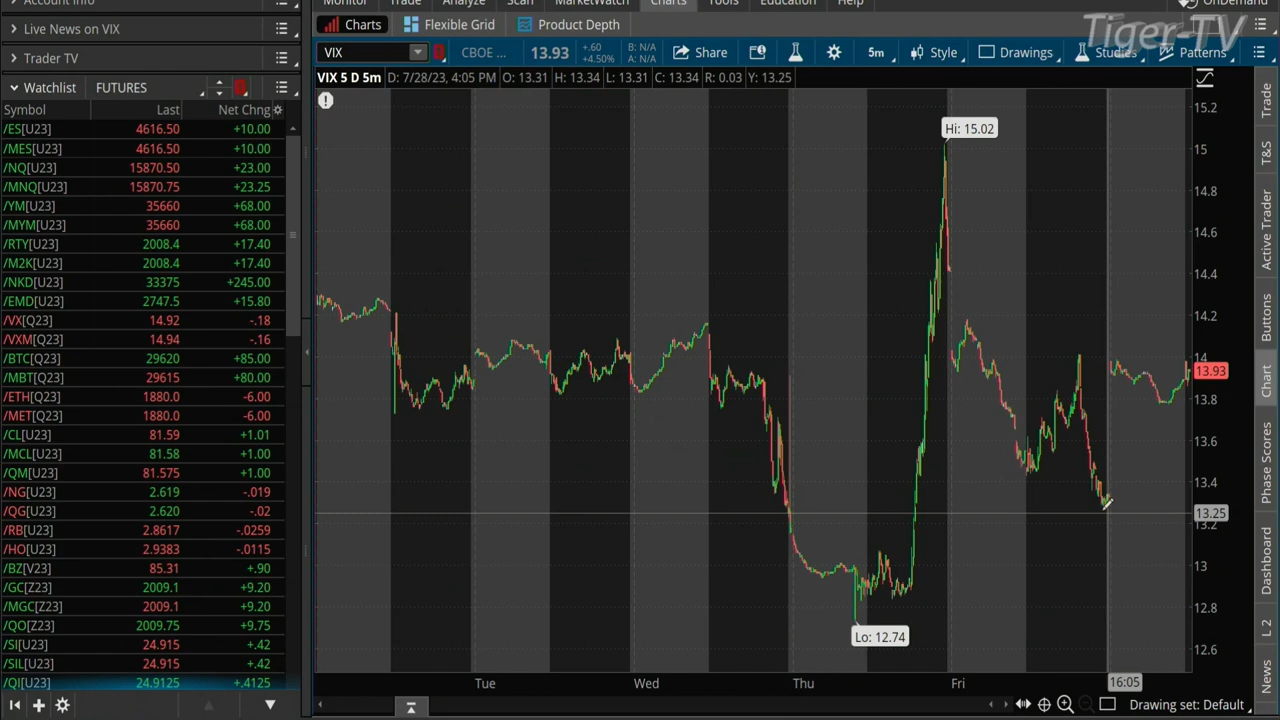 Account Info
Monitor Trade Analyze Scan MarketWatch Charts Tools Education Help
OnDemand
Tiger-TV
Live News on VIX
Charts Flexible Grid Product Depth
Trader TV
VIX CBOE ... 13.93 +.60 +4.50% B: N/A A: N/A Share 5m Style Drawings Studies Patterns
Watchlist FUTURES
VIX 5 D 5m D: 7/28/23, 4:05 PM O: 13.31 H: 13.34 L: 13.31 C: 13.34 R: 0.03 Y: 13.25
Symbol Last Net Chng
/ES[U23] 4616.50 +10.00
/MES[U23] 4616.50 +10.00
/NQ[U23] 15870.50 +23.00
/MNQ[U23] 15870.75 +23.25
/YM[U23] 35660 +68.00
/MYM[U23] 35660 +68.00
/RTY[U23] 2008.4 +17.40
/M2K[U23] 2008.4 +17.40
/NKD[U23] 33375 +245.00
/EMD[U23] 2747.5 +15.80
/VX[Q23] 14.92 -.18
/VXM[Q23] 14.94 -.16
/BTC[Q23] 29620 +85.00
/MBT[Q23] 29615 +80.00
/ETH[Q23] 1880.0 -6.00
/MET[Q23] 1880.0 -6.00
/CL[U23] 81.59 +1.01
/MCL[U23] 81.58 +1.00
/QM[U23] 81.575 +1.00
/NG[U23] 2.619 -.019
/QG[U23] 2.620 -.02
/RB[U23] 2.8617 -.0259
/HO[U23] 2.9383 -.0115
/BZ[V23] 85.31 +.90
/GC[Z23] 2009.1 +9.20
/MGC[Z23] 2009.1 +9.20
/QO[Z23] 2009.75 +9.75
/SI[U23] 24.915 +.42
/SIL[U23] 24.915 +.42
/QI[U23] 24.9125 +.4125
Hi: 15.02
Lo: 12.74
15.2
15
14.8
14.6
14.4
14.2
14
13.93
13.8
13.6
13.4
13.25
13.2
13
12.8
12.6
Tue Wed Thu Fri 16:05
Drawing set: Default
Trade
T&S
Active Trader
Buttons
Chart
Phase Scores
Dashboard
L 2
News